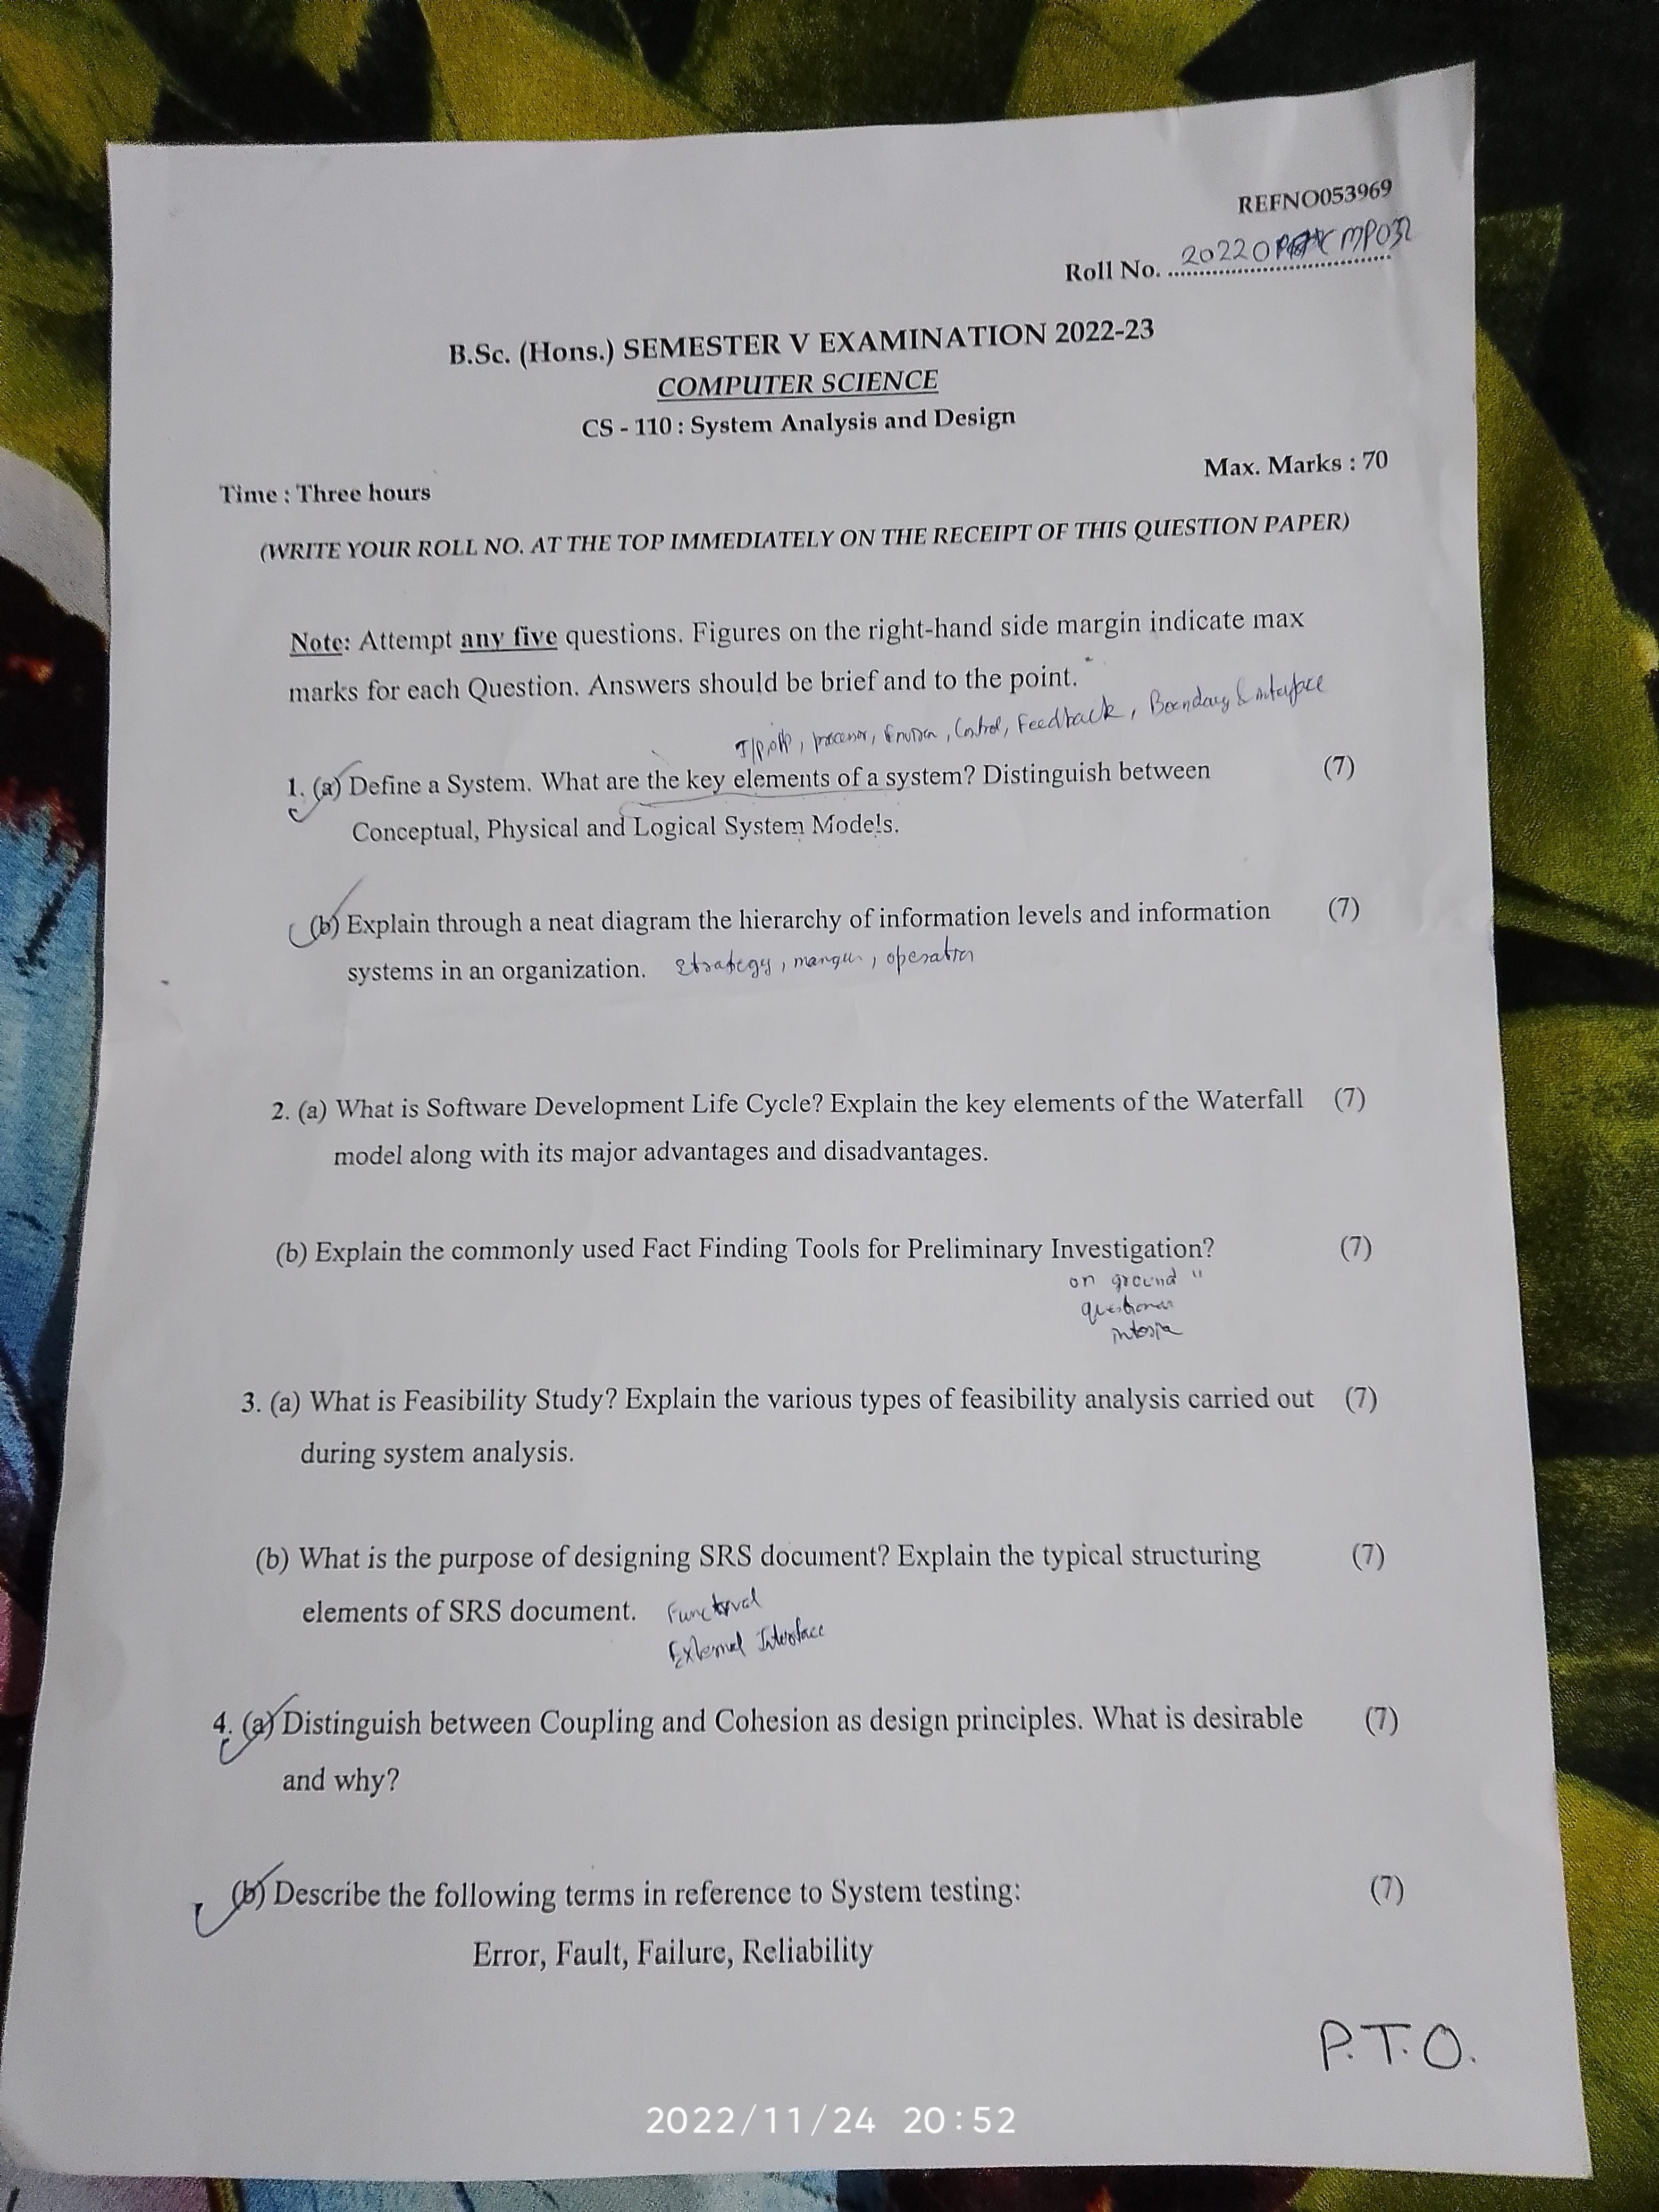 REFNO053969
Roll No. ........................................
B.Sc. (Hons.) SEMESTER V EXAMINATION 2022-23
COMPUTER SCIENCE
CS - 110 : System Analysis and Design
Max. Marks : 70
Time : Three hours
(WRITE YOUR ROLL NO. AT THE TOP IMMEDIATELY ON THE RECEIPT OF THIS QUESTION PAPER)
Note: Attempt any five questions. Figures on the right-hand side margin indicate max
marks for each Question. Answers should be brief and to the point.
Control, Feedback, Boundary & interface
1. (a) Define a System. What are the key elements of a system? Distinguish between (7)
Conceptual, Physical and Logical System Models.
(b) Explain through a neat diagram the hierarchy of information levels and information (7)
systems in an organization. strategy, operation
2. (a) What is Software Development Life Cycle? Explain the key elements of the Waterfall (7)
model along with its major advantages and disadvantages.
(b) Explain the commonly used Fact Finding Tools for Preliminary Investigation? (7)
on ground "
3. (a) What is Feasibility Study? Explain the various types of feasibility analysis carried out (7)
during system analysis.
(b) What is the purpose of designing SRS document? Explain the typical structuring (7)
elements of SRS document. Functional
External Interface
4. (a) Distinguish between Coupling and Cohesion as design principles. What is desirable (7)
and why?
(b) Describe the following terms in reference to System testing: (7)
Error, Fault, Failure, Reliability
P.T.O.
2022/11/24 20:52